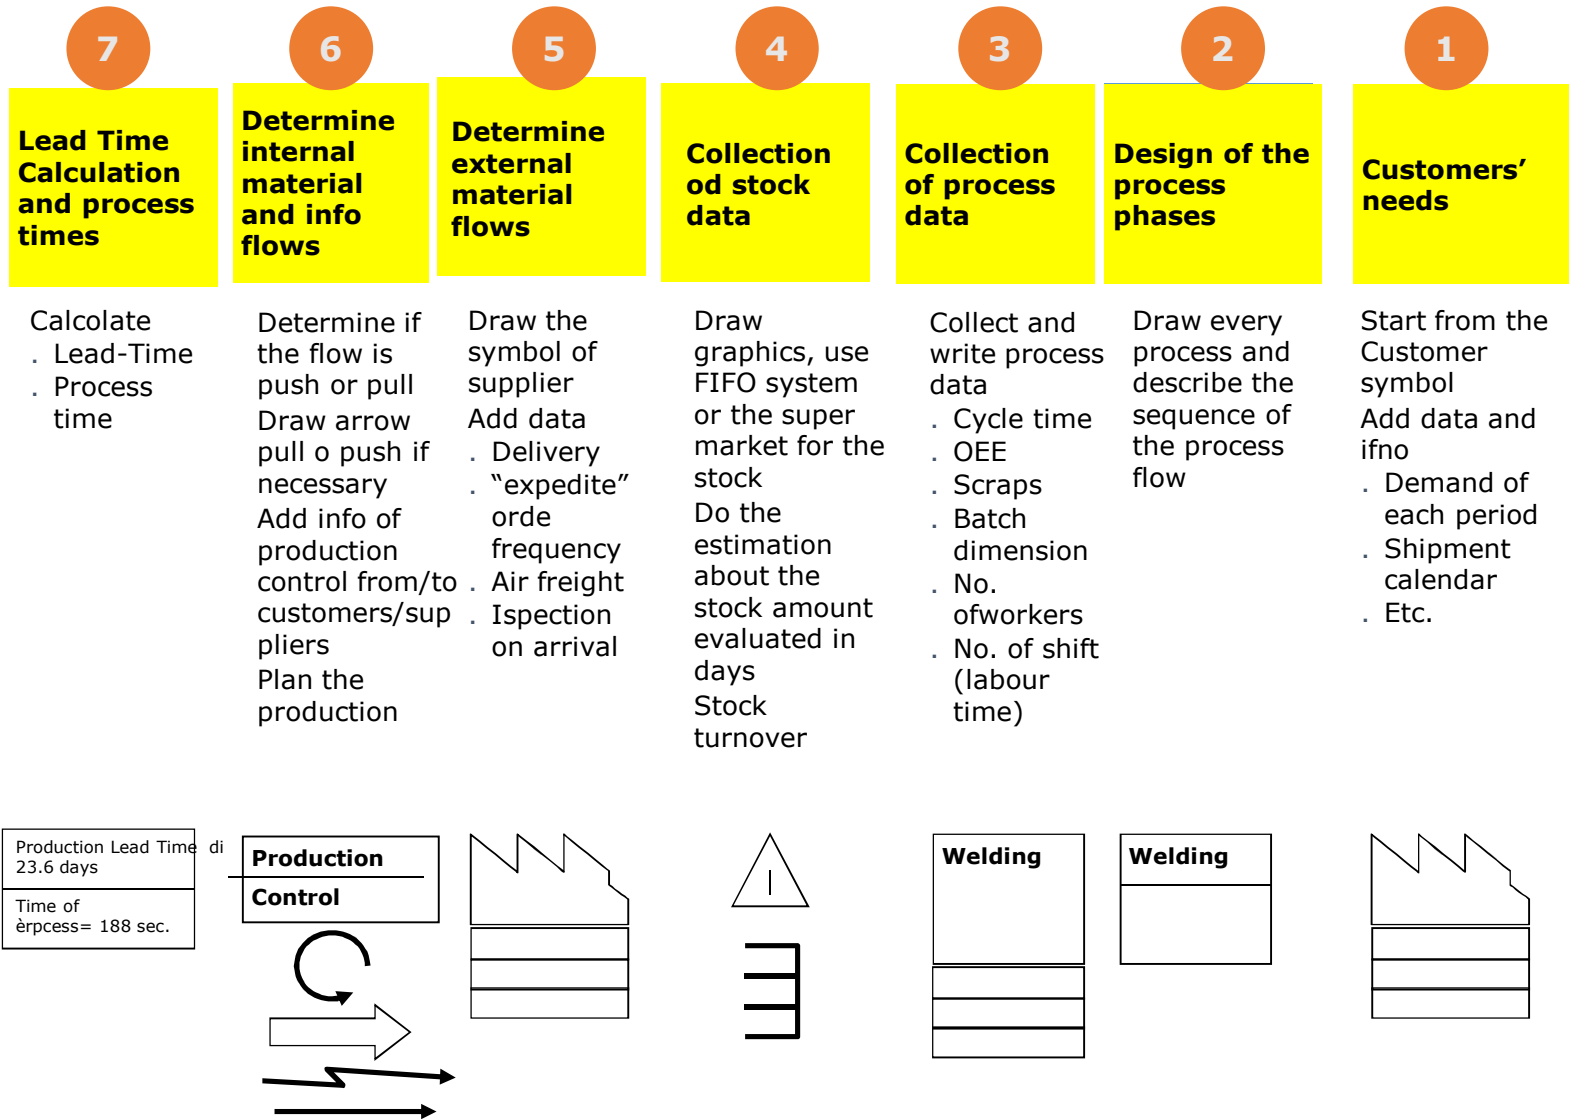 7
Lead Time
Calculation
and process
times
Calcolate
. Lead-Time
. Process
time
Production Lead Time di
23.6 days
Time of
èrpcess= 188 sec.
6
Determine
internal
material
and info
flows
Determine if
the flow is
push or pull
Draw arrow
pull o push if
necessary
Add info of
production
control from/to
customers/sup
pliers
Plan the
production
Production
Control
5
Determine
external
material
flows
Draw the
symbol of
supplier
Add data
. Delivery
. “expedite”
orde
frequency
. Air freight
. Ispection
on arrival
4
Collection
od stock
data
Draw
graphics, use
FIFO system
or the super
market for the
stock
Do the
estimation
about the
stock amount
evaluated in
days
Stock
turnover
I
3
Collection
of process
data
Collect and
write process
data
. Cycle time
. OEE
. Scraps
. Batch
dimension
. No.
ofworkers
. No. of shift
(labour
time)
Welding
2
Design of the
process
phases
Draw every
process and
describe the
sequence of
the process
flow
Welding
1
Customers’
needs
Start from the
Customer
symbol
Add data and
ifno
. Demand of
each period
. Shipment
calendar
. Etc.